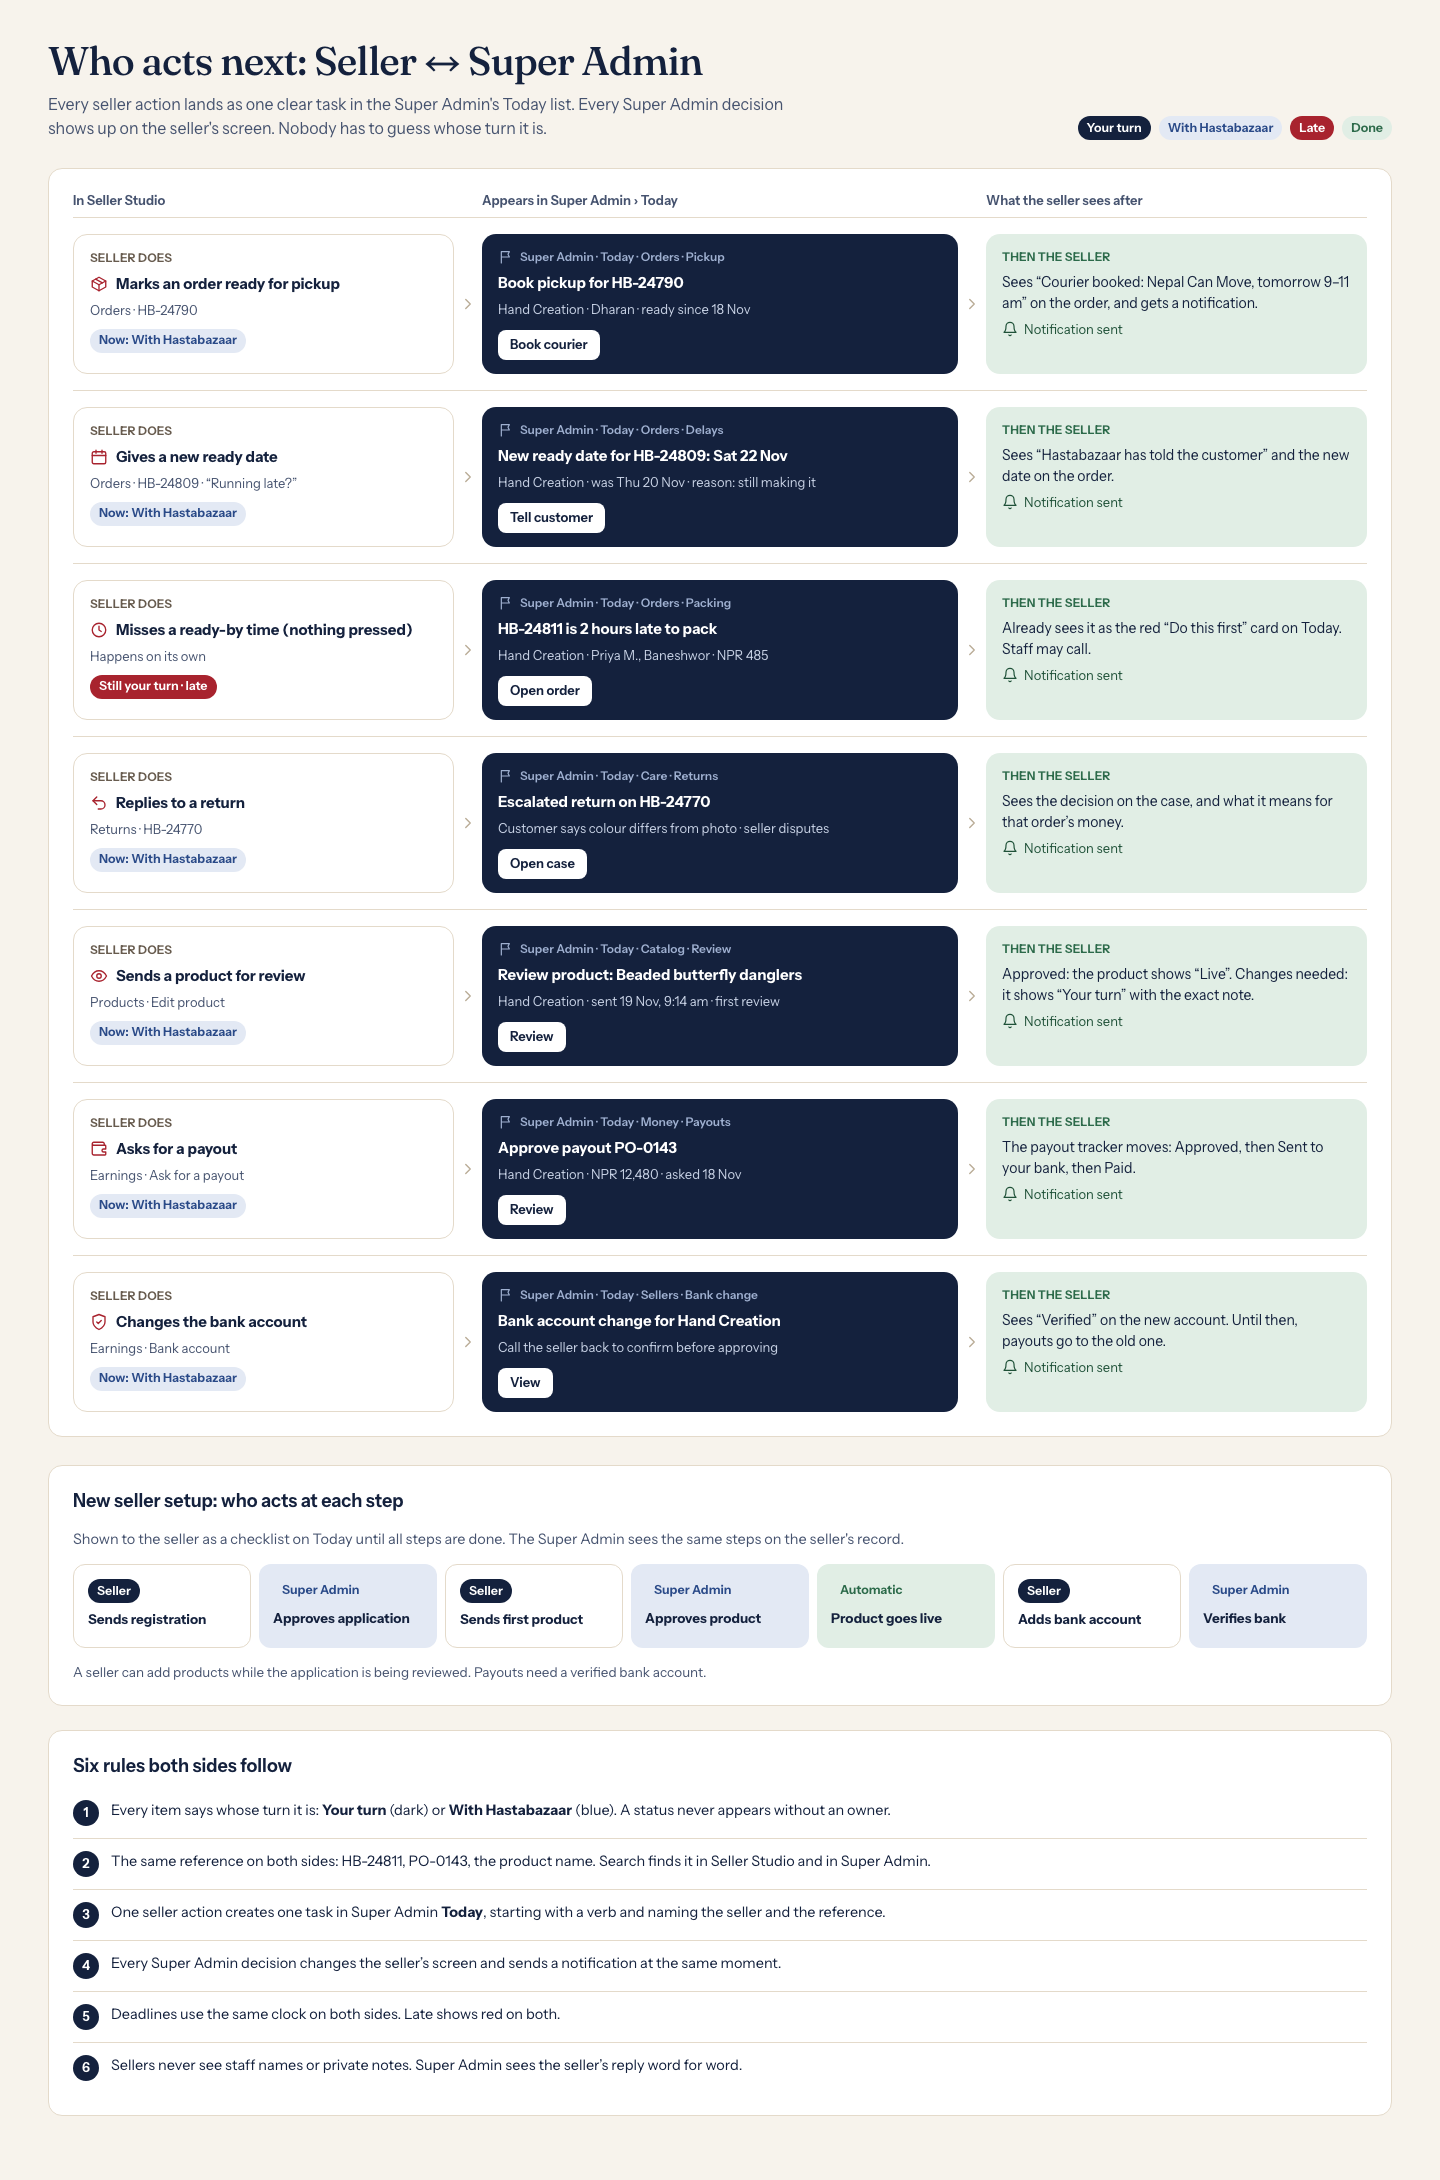 Who acts next: Seller ↔ Super Admin
Every seller action lands as one clear task in the Super Admin's Today list. Every Super Admin decision
shows up on the seller's screen. Nobody has to guess whose turn it is.
Your turn
With Hastabazaar
Late
Done
In Seller Studio
Appears in Super Admin › Today
What the seller sees after
SELLER DOES
Marks an order ready for pickup
Orders · HB-24790
Now: With Hastabazaar
Super Admin · Today · Orders · Pickup
Book pickup for HB-24790
Hand Creation · Dharan · ready since 18 Nov
Book courier
THEN THE SELLER
Sees “Courier booked: Nepal Can Move, tomorrow 9–11
am” on the order, and gets a notification.
Notification sent
SELLER DOES
Gives a new ready date
Orders · HB-24809 · “Running late?”
Now: With Hastabazaar
Super Admin · Today · Orders · Delays
New ready date for HB-24809: Sat 22 Nov
Hand Creation · was Thu 20 Nov · reason: still making it
Tell customer
THEN THE SELLER
Sees “Hastabazaar has told the customer” and the new
date on the order.
Notification sent
SELLER DOES
Misses a ready-by time (nothing pressed)
Happens on its own
Still your turn · late
Super Admin · Today · Orders · Packing
HB-24811 is 2 hours late to pack
Hand Creation · Priya M., Baneshwor · NPR 485
Open order
THEN THE SELLER
Already sees it as the red “Do this first” card on Today.
Staff may call.
Notification sent
SELLER DOES
Replies to a return
Returns · HB-24770
Now: With Hastabazaar
Super Admin · Today · Care · Returns
Escalated return on HB-24770
Customer says colour differs from photo · seller disputes
Open case
THEN THE SELLER
Sees the decision on the case, and what it means for
that order's money.
Notification sent
SELLER DOES
Sends a product for review
Products · Edit product
Now: With Hastabazaar
Super Admin · Today · Catalog · Review
Review product: Beaded butterfly danglers
Hand Creation · sent 19 Nov, 9:14 am · first review
Review
THEN THE SELLER
Approved: the product shows “Live”. Changes needed:
it shows “Your turn” with the exact note.
Notification sent
SELLER DOES
Asks for a payout
Earnings · Ask for a payout
Now: With Hastabazaar
Super Admin · Today · Money · Payouts
Approve payout PO-0143
Hand Creation · NPR 12,480 · asked 18 Nov
Review
THEN THE SELLER
The payout tracker moves: Approved, then Sent to
your bank, then Paid.
Notification sent
SELLER DOES
Changes the bank account
Earnings · Bank account
Now: With Hastabazaar
Super Admin · Today · Sellers · Bank change
Bank account change for Hand Creation
Call the seller back to confirm before approving
View
THEN THE SELLER
Sees “Verified” on the new account. Until then,
payouts go to the old one.
Notification sent
New seller setup: who acts at each step
Shown to the seller as a checklist on Today until all steps are done. The Super Admin sees the same steps on the seller's record.
Seller
Sends registration
Super Admin
Approves application
Seller
Sends first product
Super Admin
Approves product
Automatic
Product goes live
Seller
Adds bank account
Super Admin
Verifies bank
A seller can add products while the application is being reviewed. Payouts need a verified bank account.
Six rules both sides follow
1 Every item says whose turn it is: Your turn (dark) or With Hastabazaar (blue). A status never appears without an owner.
2 The same reference on both sides: HB-24811, PO-0143, the product name. Search finds it in Seller Studio and in Super Admin.
3 One seller action creates one task in Super Admin Today, starting with a verb and naming the seller and the reference.
4 Every Super Admin decision changes the seller's screen and sends a notification at the same moment.
5 Deadlines use the same clock on both sides. Late shows red on both.
6 Sellers never see staff names or private notes. Super Admin sees the seller's reply word for word.